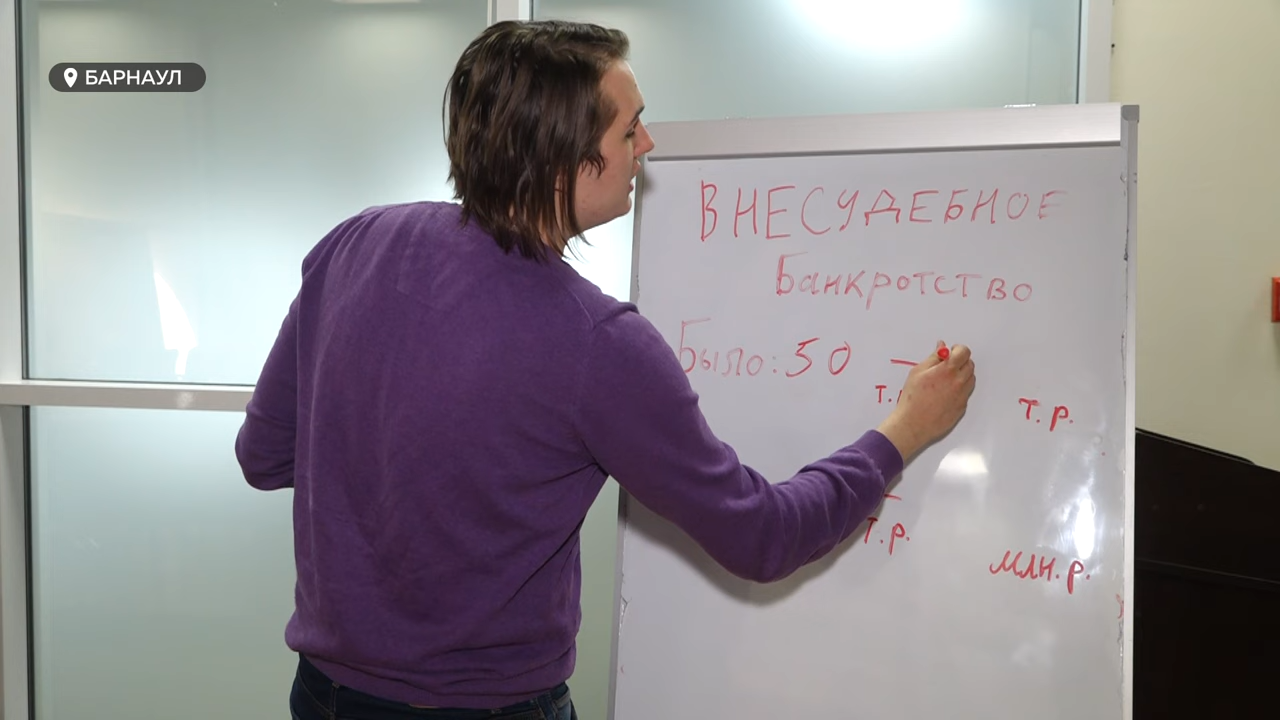 БАРНАУЛ
ВНЕСУДЕБНОЕ
Банкротство
Было: 50 —
т.р.
т.р.
млн.р.